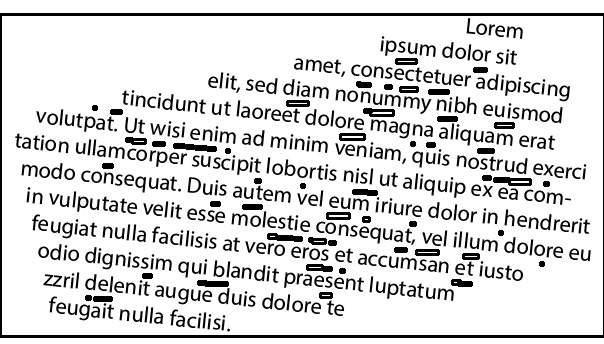 Lorem
ipsum dolor sit
amet, consectetuer adipiscing
elit, sed diam nonummy nibh euismod
tincidunt ut laoreet dolore magna aliquam erat
volutpat. Ut wisi enim ad minim veniam, quis nostrud exerci
tation ullamcorper suscipit lobortis nisl ut aliquip ex ea com-
modo consequat. Duis autem vel eum iriure dolor in hendrerit
in vulputate velit esse molestie consequat, vel illum dolore eu
feugiat nulla facilisis at vero eros et accumsan et iusto
odio dignissim qui blandit praesent luptatum
zzril delenit augue duis dolore te
feugait nulla facilisi.